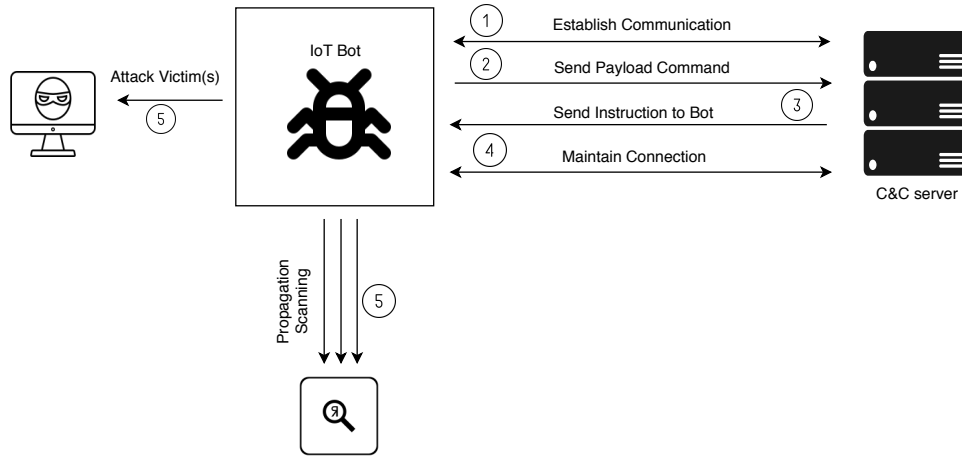 1
Establish Communication
IoT Bot
2
Send Payload Command
Attack Victim(s)
5
3
Send Instruction to Bot
4
Maintain Connection
C&C server
Propagation
Scanning
5
Я